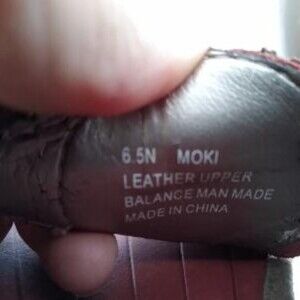 6.5N MOKI
LEATHER UPPER
BALANCE MAN MADE
MADE IN CHINA